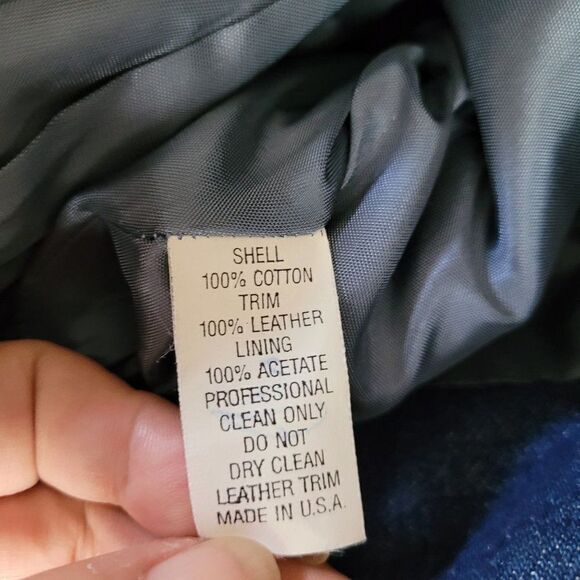 SHELL
100% COTTON
TRIM
100% LEATHER
LINING
100% ACETATE
PROFESSIONAL
CLEAN ONLY
DO NOT
DRY CLEAN
LEATHER TRIM
MADE IN U.S.A.